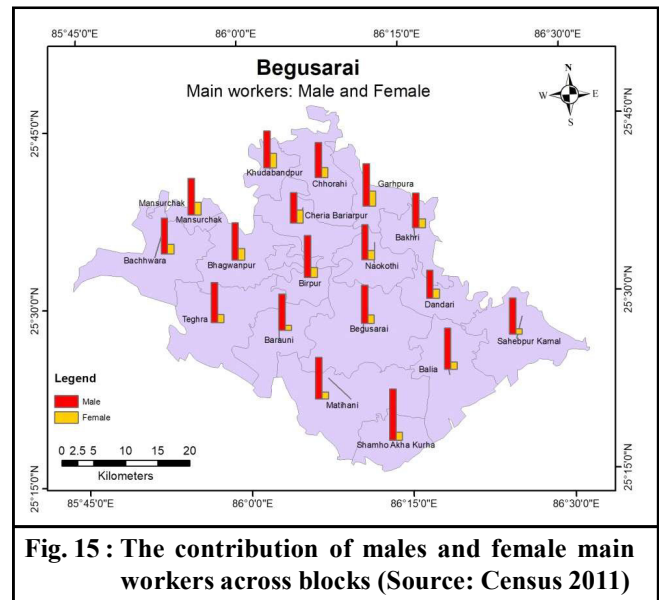 85°45'0"E 86°0'0"E 86°15'0"E 86°30'0"E
Begusarai
Main workers: Male and Female
N
W E
S
25°45'0"N 25°45'0"N
Khudabandpur
Chhorahi
Garhpura
Mansurchak
Mansurchak
Cheria Bariarpur
Bakhri
Bachhwara
Bhagwanpur
Birpur
Naokothi
25°30'0"N 25°30'0"N
Dandari
Teghra
Barauni
Begusarai
Sahebpur Kamal
Balia
Legend
Male
Female
Matihani
Shamho Akha Kurha
0 2.5 5 10 15 20
Kilometers
25°15'0"N 25°15'0"N
85°45'0"E 86°0'0"E 86°15'0"E 86°30'0"E
Fig. 15 : The contribution of males and female main
workers across blocks (Source: Census 2011)